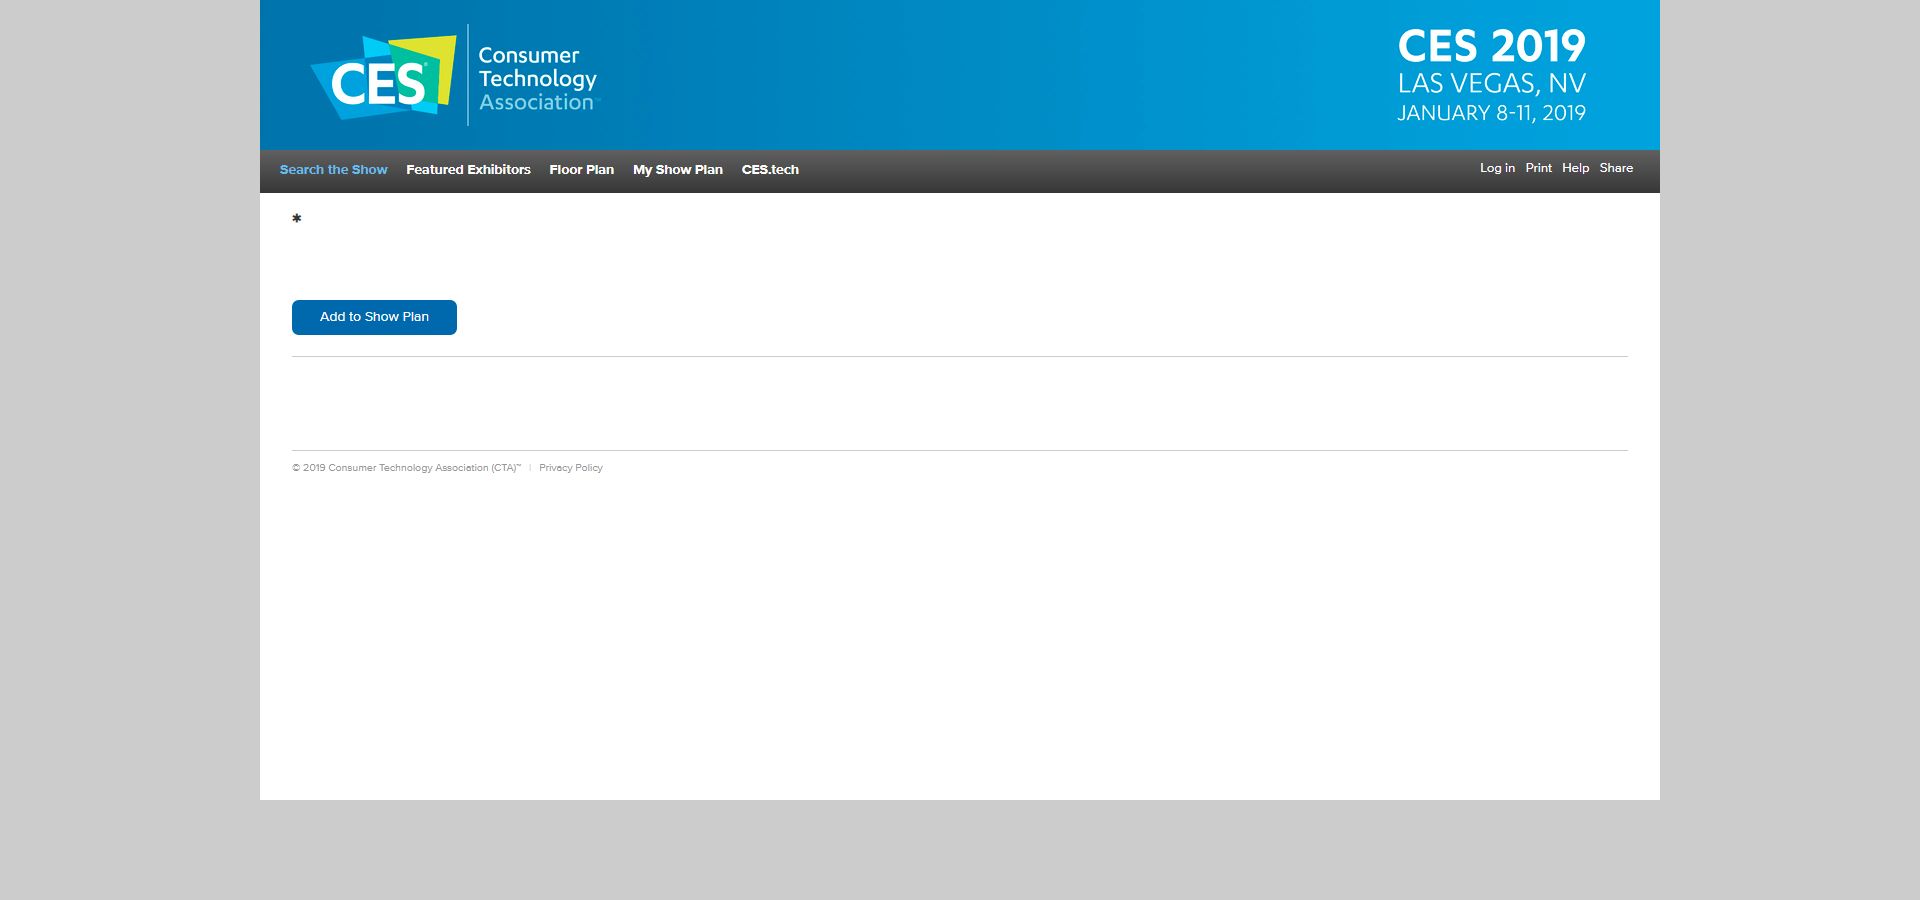 CES®
Consumer
Technology
Association™
CES 2019
LAS VEGAS, NV
JANUARY 8-11, 2019
Search the Show Featured Exhibitors Floor Plan My Show Plan CES.tech
Log in Print Help Share
*
Add to Show Plan
© 2019 Consumer Technology Association (CTA)™ | Privacy Policy